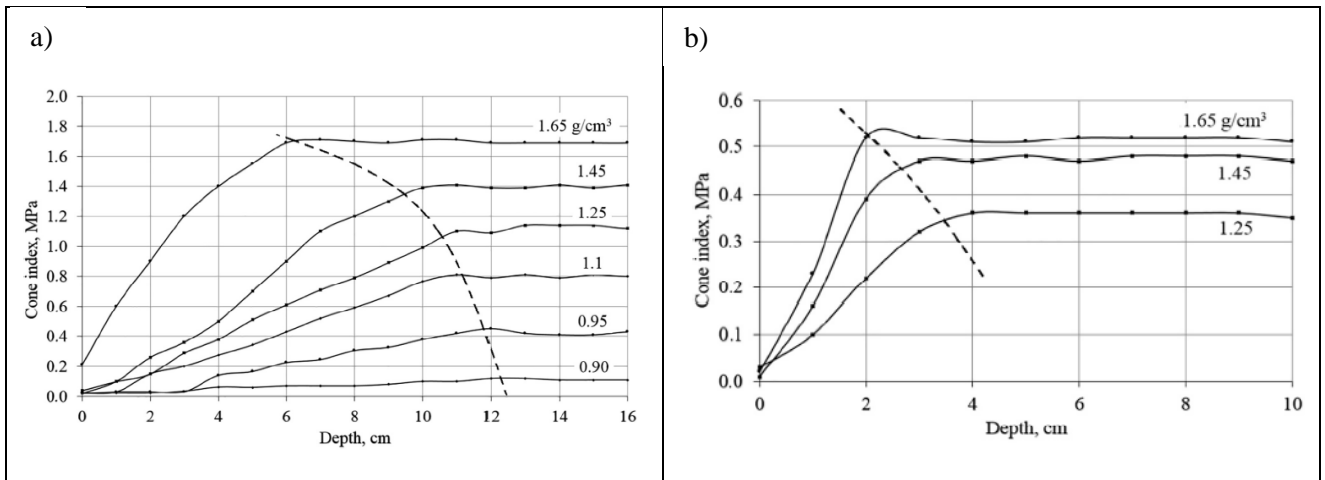 a)
2.0
1.8
1.6
1.4
1.2
1.0
0.8
0.6
0.4
0.2
0.0
Cone index, MPa
1.65 g/cm³
1.45
1.25
1.1
0.95
0.90
0 2 4 6 8 10 12 14 16
Depth, cm
b)
0.6
0.5
0.4
0.3
0.2
0.1
0.0
Cone index, MPa
1.65 g/cm³
1.45
1.25
0 2 4 6 8 10
Depth, cm